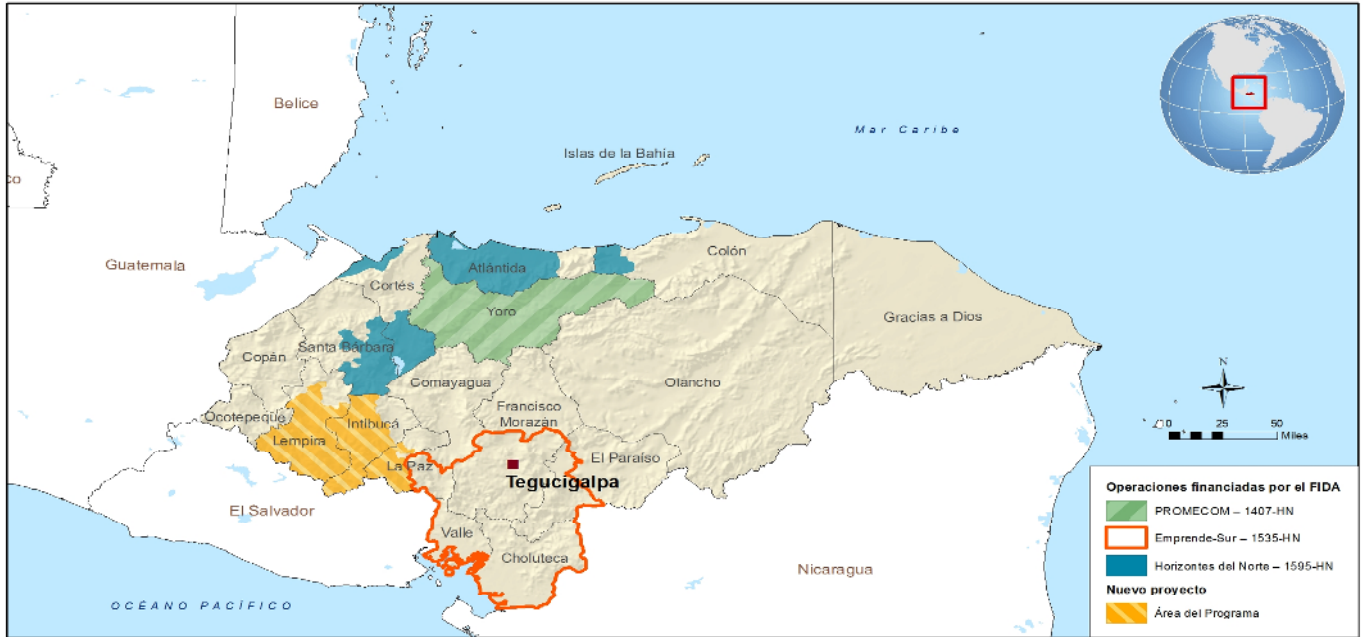 Belice
Mar Caribe
Islas de la Bahía
co
Guatemala
Colón
Atlántida
Cortés
Yoro
Gracias a Dios
Santa Bárbara
Copán
Comayagua
Olancho
N
Ocotepeque
Francisco
Morazán
Intibucá
Lempira
0 25 50
Miles
El Paraíso
La Paz
Tegucigalpa
El Salvador
Valle
Choluteca
Nicaragua
OCÉANO PACÍFICO
Operaciones financiadas por el FIDA
PROMECOM – 1407-HN
Emprende-Sur – 1535-HN
Horizontes del Norte – 1595-HN
Nuevo proyecto
Área del Programa